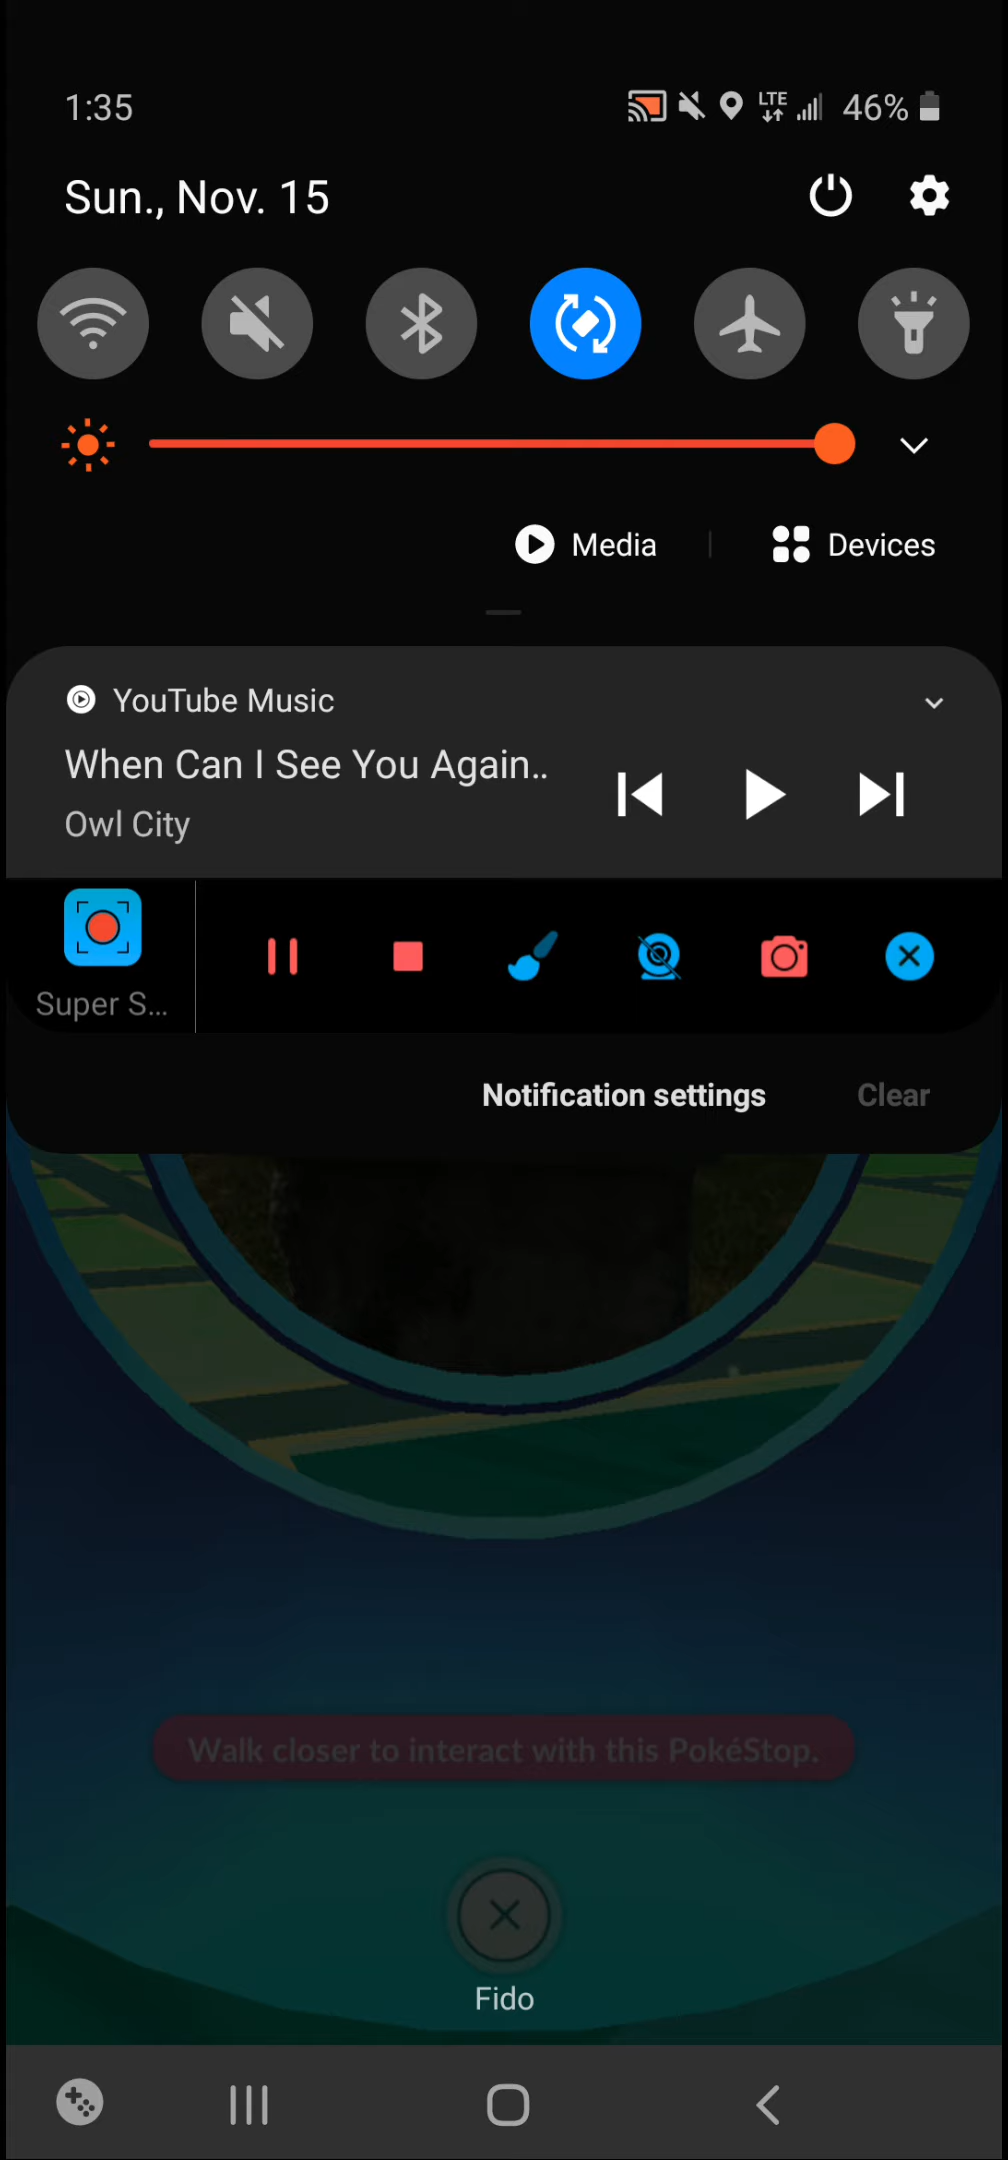 1:35
LTE 46%
Sun., Nov. 15
Media
Devices
YouTube Music
When Can I See You Again..
Owl City
Super S...
Notification settings
Clear
Walk closer to interact with this PokéStop.
Fido